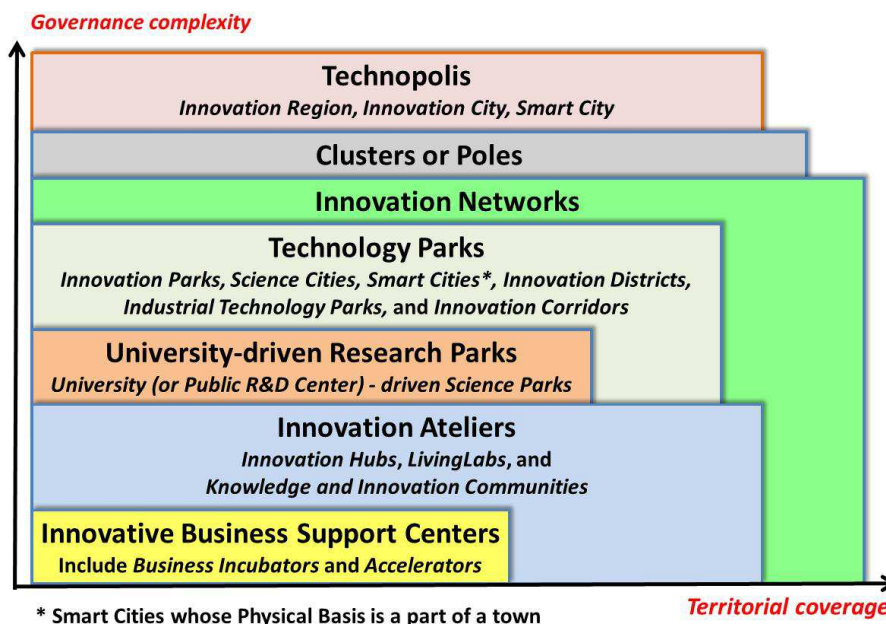 Governance complexity
Technopolis
Innovation Region, Innovation City, Smart City
Clusters or Poles
Innovation Networks
Technology Parks
Innovation Parks, Science Cities, Smart Cities*, Innovation Districts,
Industrial Technology Parks, and Innovation Corridors
University-driven Research Parks
University (or Public R&D Center) - driven Science Parks
Innovation Ateliers
Innovation Hubs, LivingLabs, and
Knowledge and Innovation Communities
Innovative Business Support Centers
Include Business Incubators and Accelerators
Territorial coverage
* Smart Cities whose Physical Basis is a part of a town